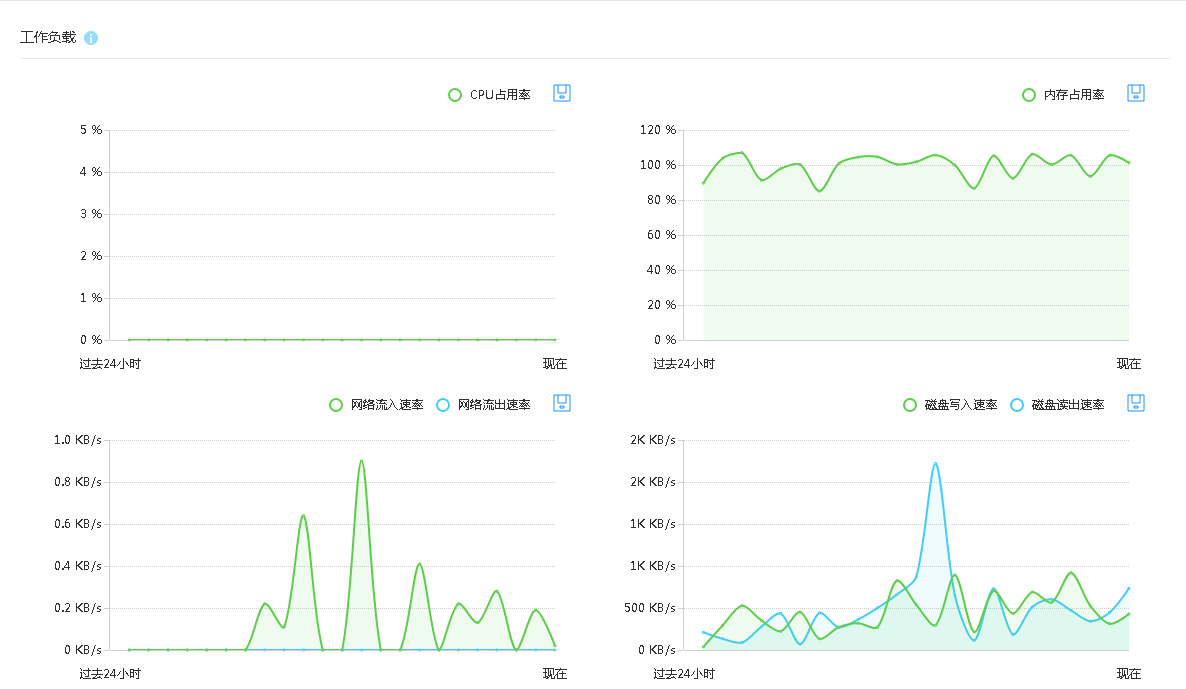 工作负载
CPU占用率
5 %
4 %
3 %
2 %
1 %
0 %
过去24小时 现在
内存占用率
120 %
100 %
80 %
60 %
40 %
20 %
0 %
过去24小时 现在
网络流入速率 网络流出速率
1.0 KB/s
0.8 KB/s
0.6 KB/s
0.4 KB/s
0.2 KB/s
0 KB/s
过去24小时 现在
磁盘写入速率 磁盘读出速率
2K KB/s
2K KB/s
1K KB/s
1K KB/s
500 KB/s
0 KB/s
过去24小时 现在